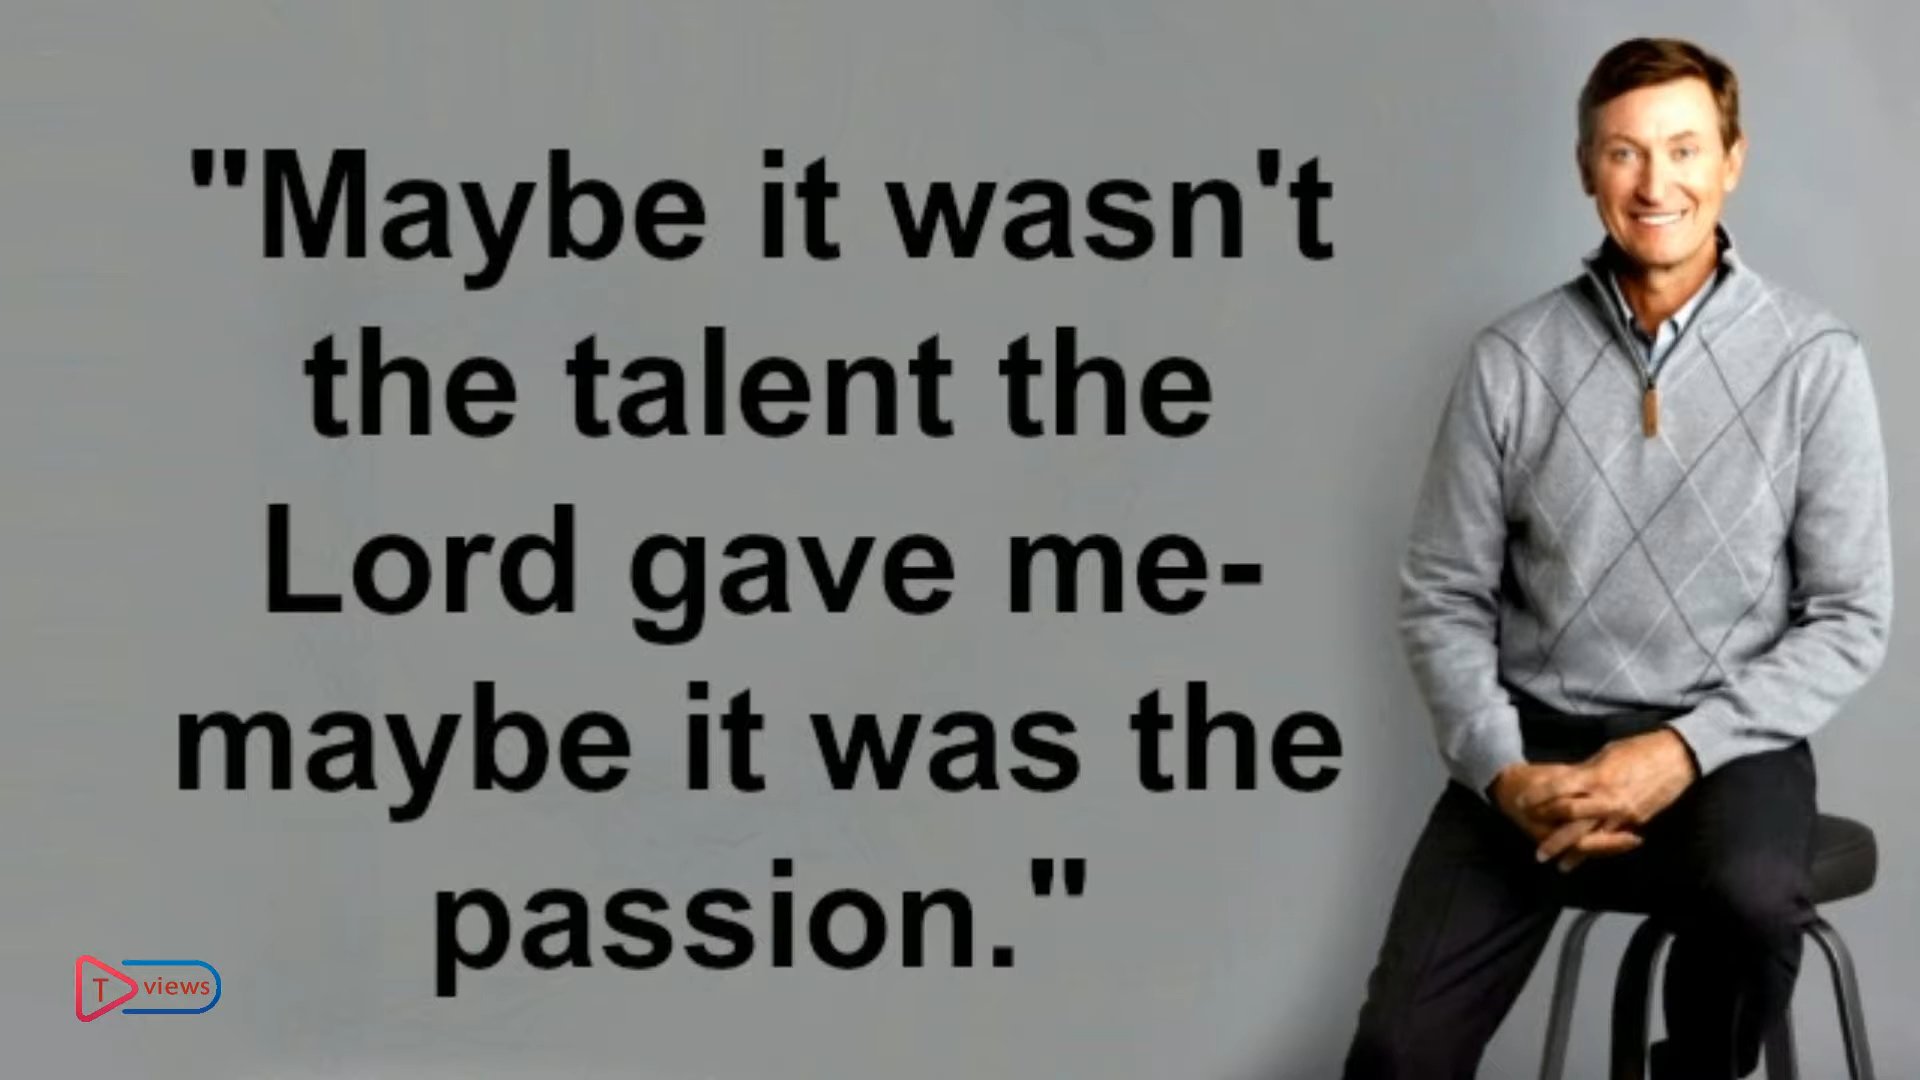 "Maybe it wasn't
the talent the
Lord gave me-
maybe it was the
passion."
T views